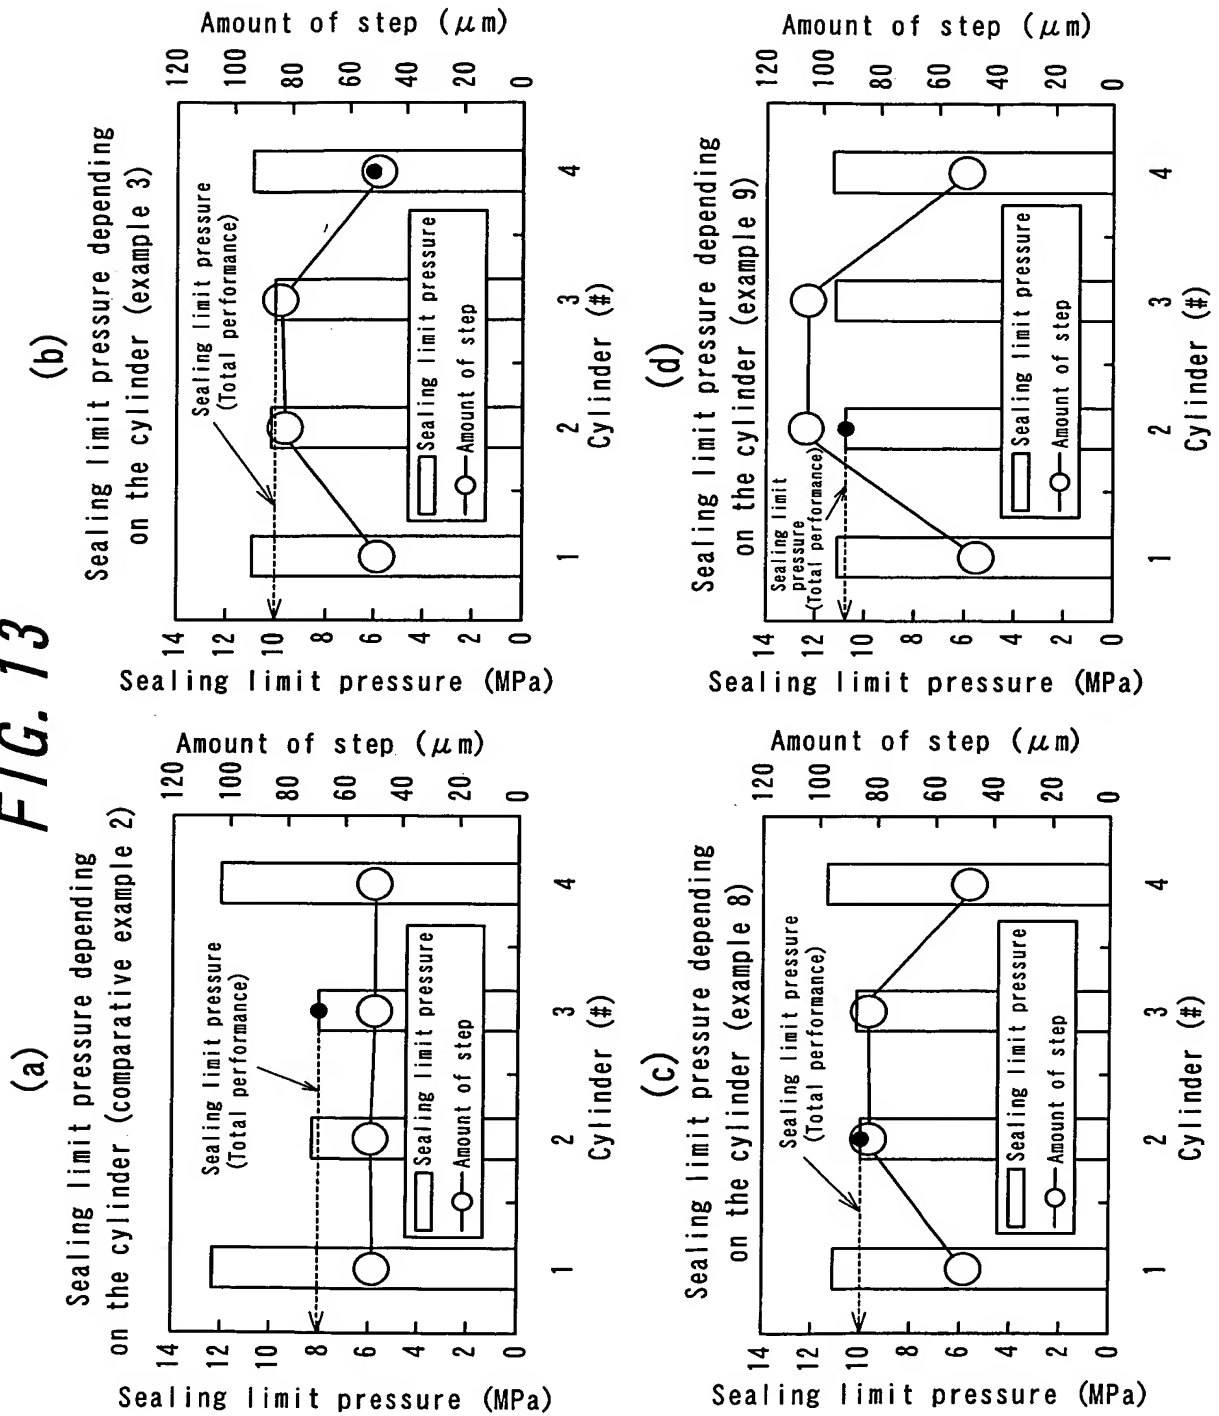 FIG. 13
(a)
Sealing limit pressure depending
on the cylinder (comparative example 2)
Sealing limit pressure (MPa)
14
12
10
8
6
4
2
0
Amount of step (μm)
120
100
80
60
40
20
0
Sealing limit pressure
(Total performance)
Sealing limit pressure
Amount of step
1
2
3
4
Cylinder (#)
(b)
Sealing limit pressure depending
on the cylinder (example 3)
Sealing limit pressure (MPa)
14
12
10
8
6
4
2
0
Amount of step (μm)
120
100
80
60
40
20
0
Sealing limit pressure
(Total performance)
Sealing limit pressure
Amount of step
1
2
3
4
Cylinder (#)
(c)
Sealing limit pressure depending
on the cylinder (example 8)
Sealing limit pressure (MPa)
14
12
10
8
6
4
2
0
Amount of step (μm)
120
100
80
60
40
20
0
Sealing limit pressure
(Total performance)
Sealing limit pressure
Amount of step
1
2
3
4
Cylinder (#)
(d)
Sealing limit pressure depending
on the cylinder (example 9)
Sealing limit pressure (MPa)
14
12
10
8
6
4
2
0
Amount of step (μm)
120
100
80
60
40
20
0
Sealing limit
pressure
(Total performance)
Sealing limit pressure
Amount of step
1
2
3
4
Cylinder (#)